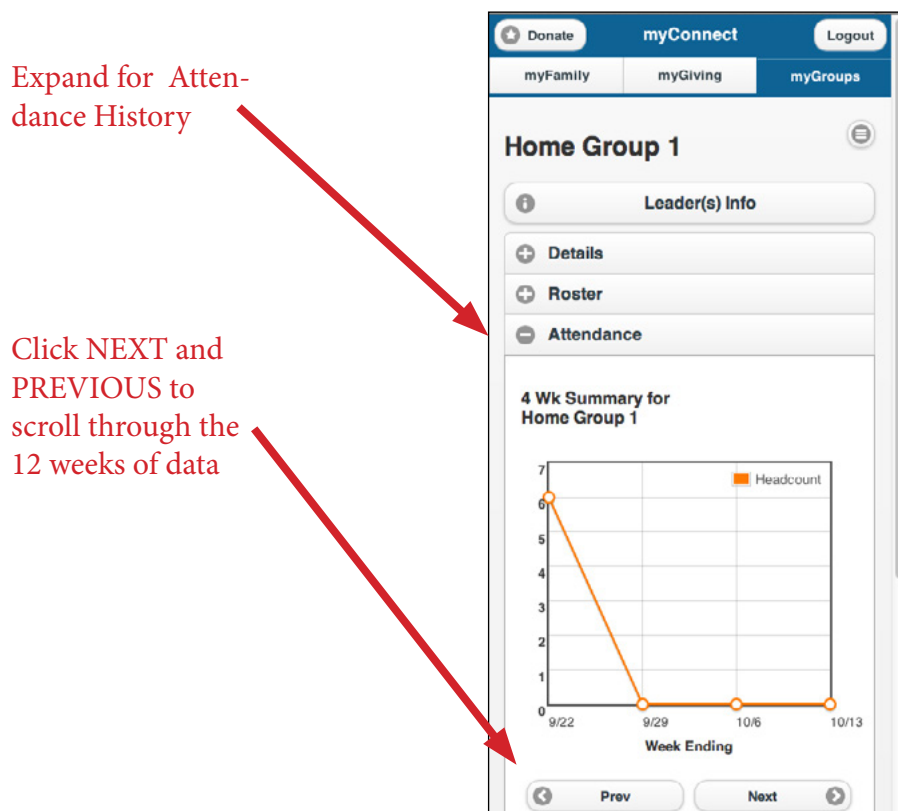 Expand for Atten-
dance History
Click NEXT and
PREVIOUS to
scroll through the
12 weeks of data
Donate
myConnect
Logout
myFamily
myGiving
myGroups
Home Group 1
Leader(s) Info
Details
Roster
Attendance
4 Wk Summary for
Home Group 1
Headcount
7
6
5
4
3
2
1
0
9/22
9/29
10/6
10/13
Week Ending
Prev
Next